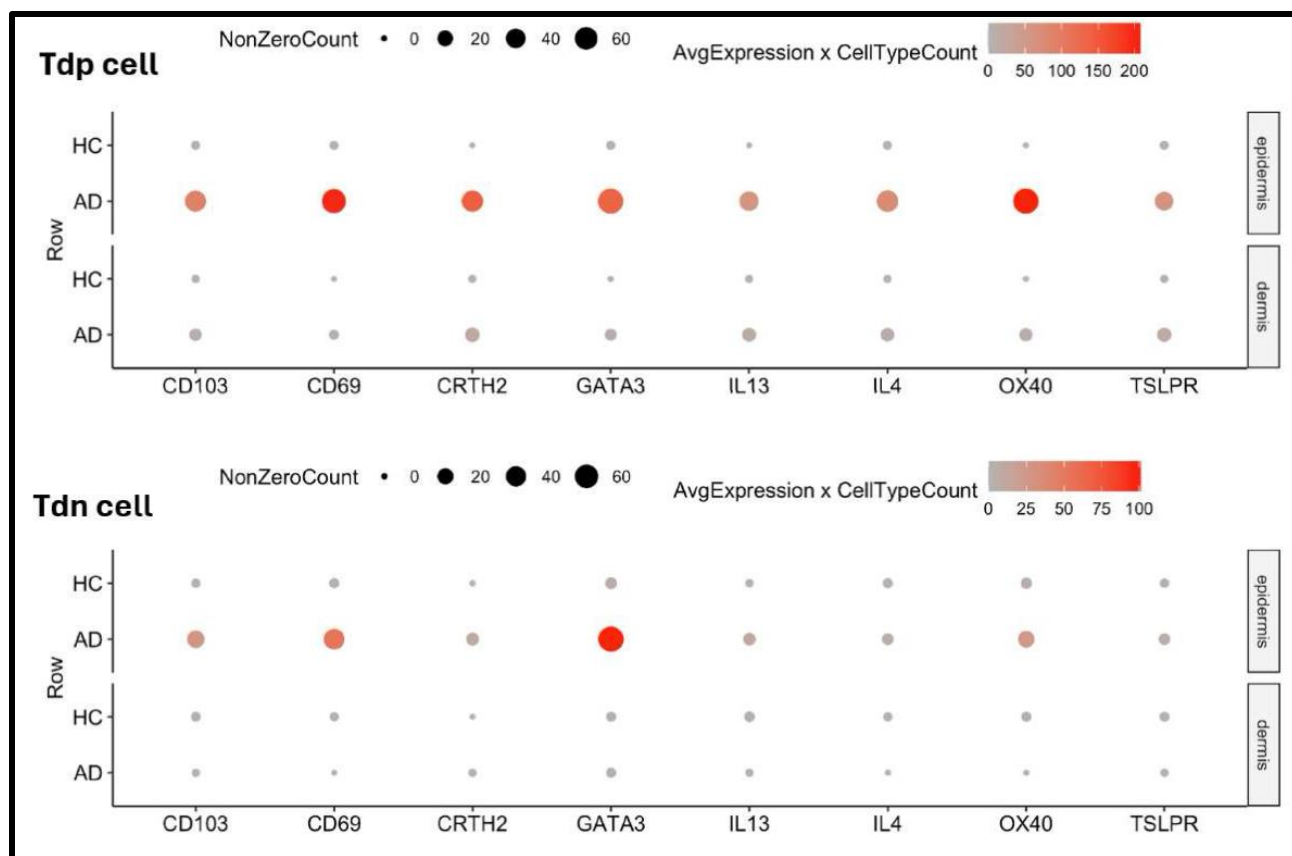 NonZeroCount 0 20 40 60
AvgExpression x CellTypeCount
0 50 100 150 200
Tdp cell
Row
HC
AD
epidermis
HC
AD
dermis
CD103 CD69 CRTH2 GATA3 IL13 IL4 OX40 TSLPR
NonZeroCount 0 20 40 60
AvgExpression x CellTypeCount
0 25 50 75 100
Tdn cell
Row
HC
AD
epidermis
HC
AD
dermis
CD103 CD69 CRTH2 GATA3 IL13 IL4 OX40 TSLPR